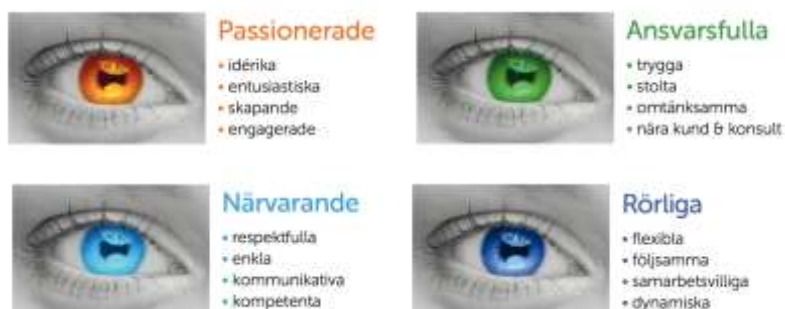 Passionerade
• idérika
• entusiastiska
• skapande
• engagerade
Ansvarsfulla
• trygga
• stolta
• omtänksamma
• nära kund & konsult
Närvarande
• respektfulla
• enkla
• kommunikativa
• kompetenta
Rörliga
• flexibla
• följsamma
• samarbetsvilliga
• dynamiska